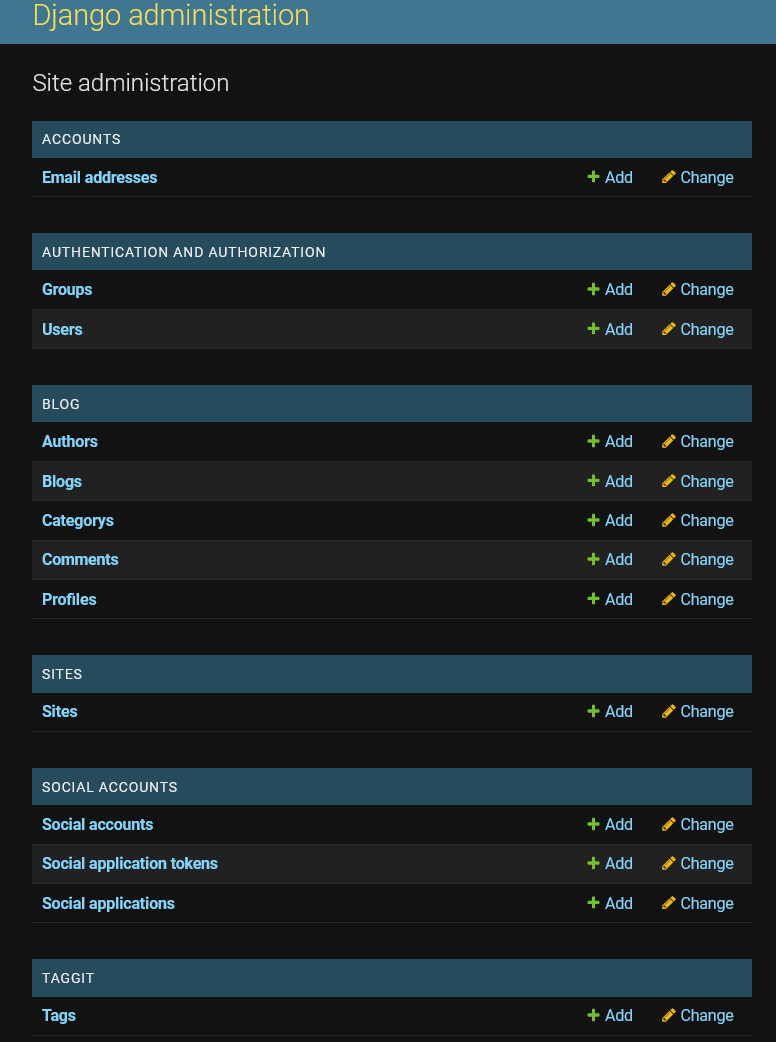 Django administration
Site administration
ACCOUNTS
Email addresses Add Change
AUTHENTICATION AND AUTHORIZATION
Groups Add Change
Users Add Change
BLOG
Authors Add Change
Blogs Add Change
Categorys Add Change
Comments Add Change
Profiles Add Change
SITES
Sites Add Change
SOCIAL ACCOUNTS
Social accounts Add Change
Social application tokens Add Change
Social applications Add Change
TAGGIT
Tags Add Change